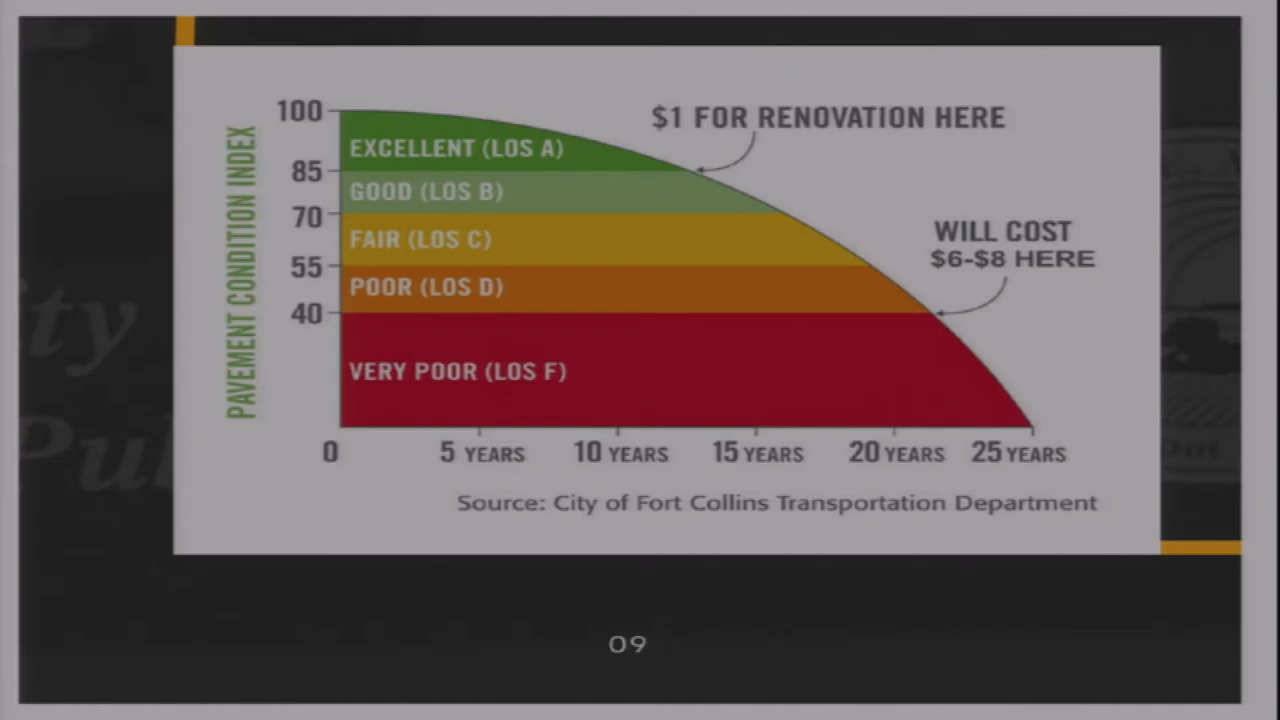 $1 FOR RENOVATION HERE
WILL COST
$6-$8 HERE
PAVEMENT CONDITION INDEX
100
85
70
55
40
EXCELLENT (LOS A)
GOOD (LOS B)
FAIR (LOS C)
POOR (LOS D)
VERY POOR (LOS F)
0 5 YEARS 10 YEARS 15 YEARS 20 YEARS 25 YEARS
Source: City of Fort Collins Transportation Department
ity
Pul
09